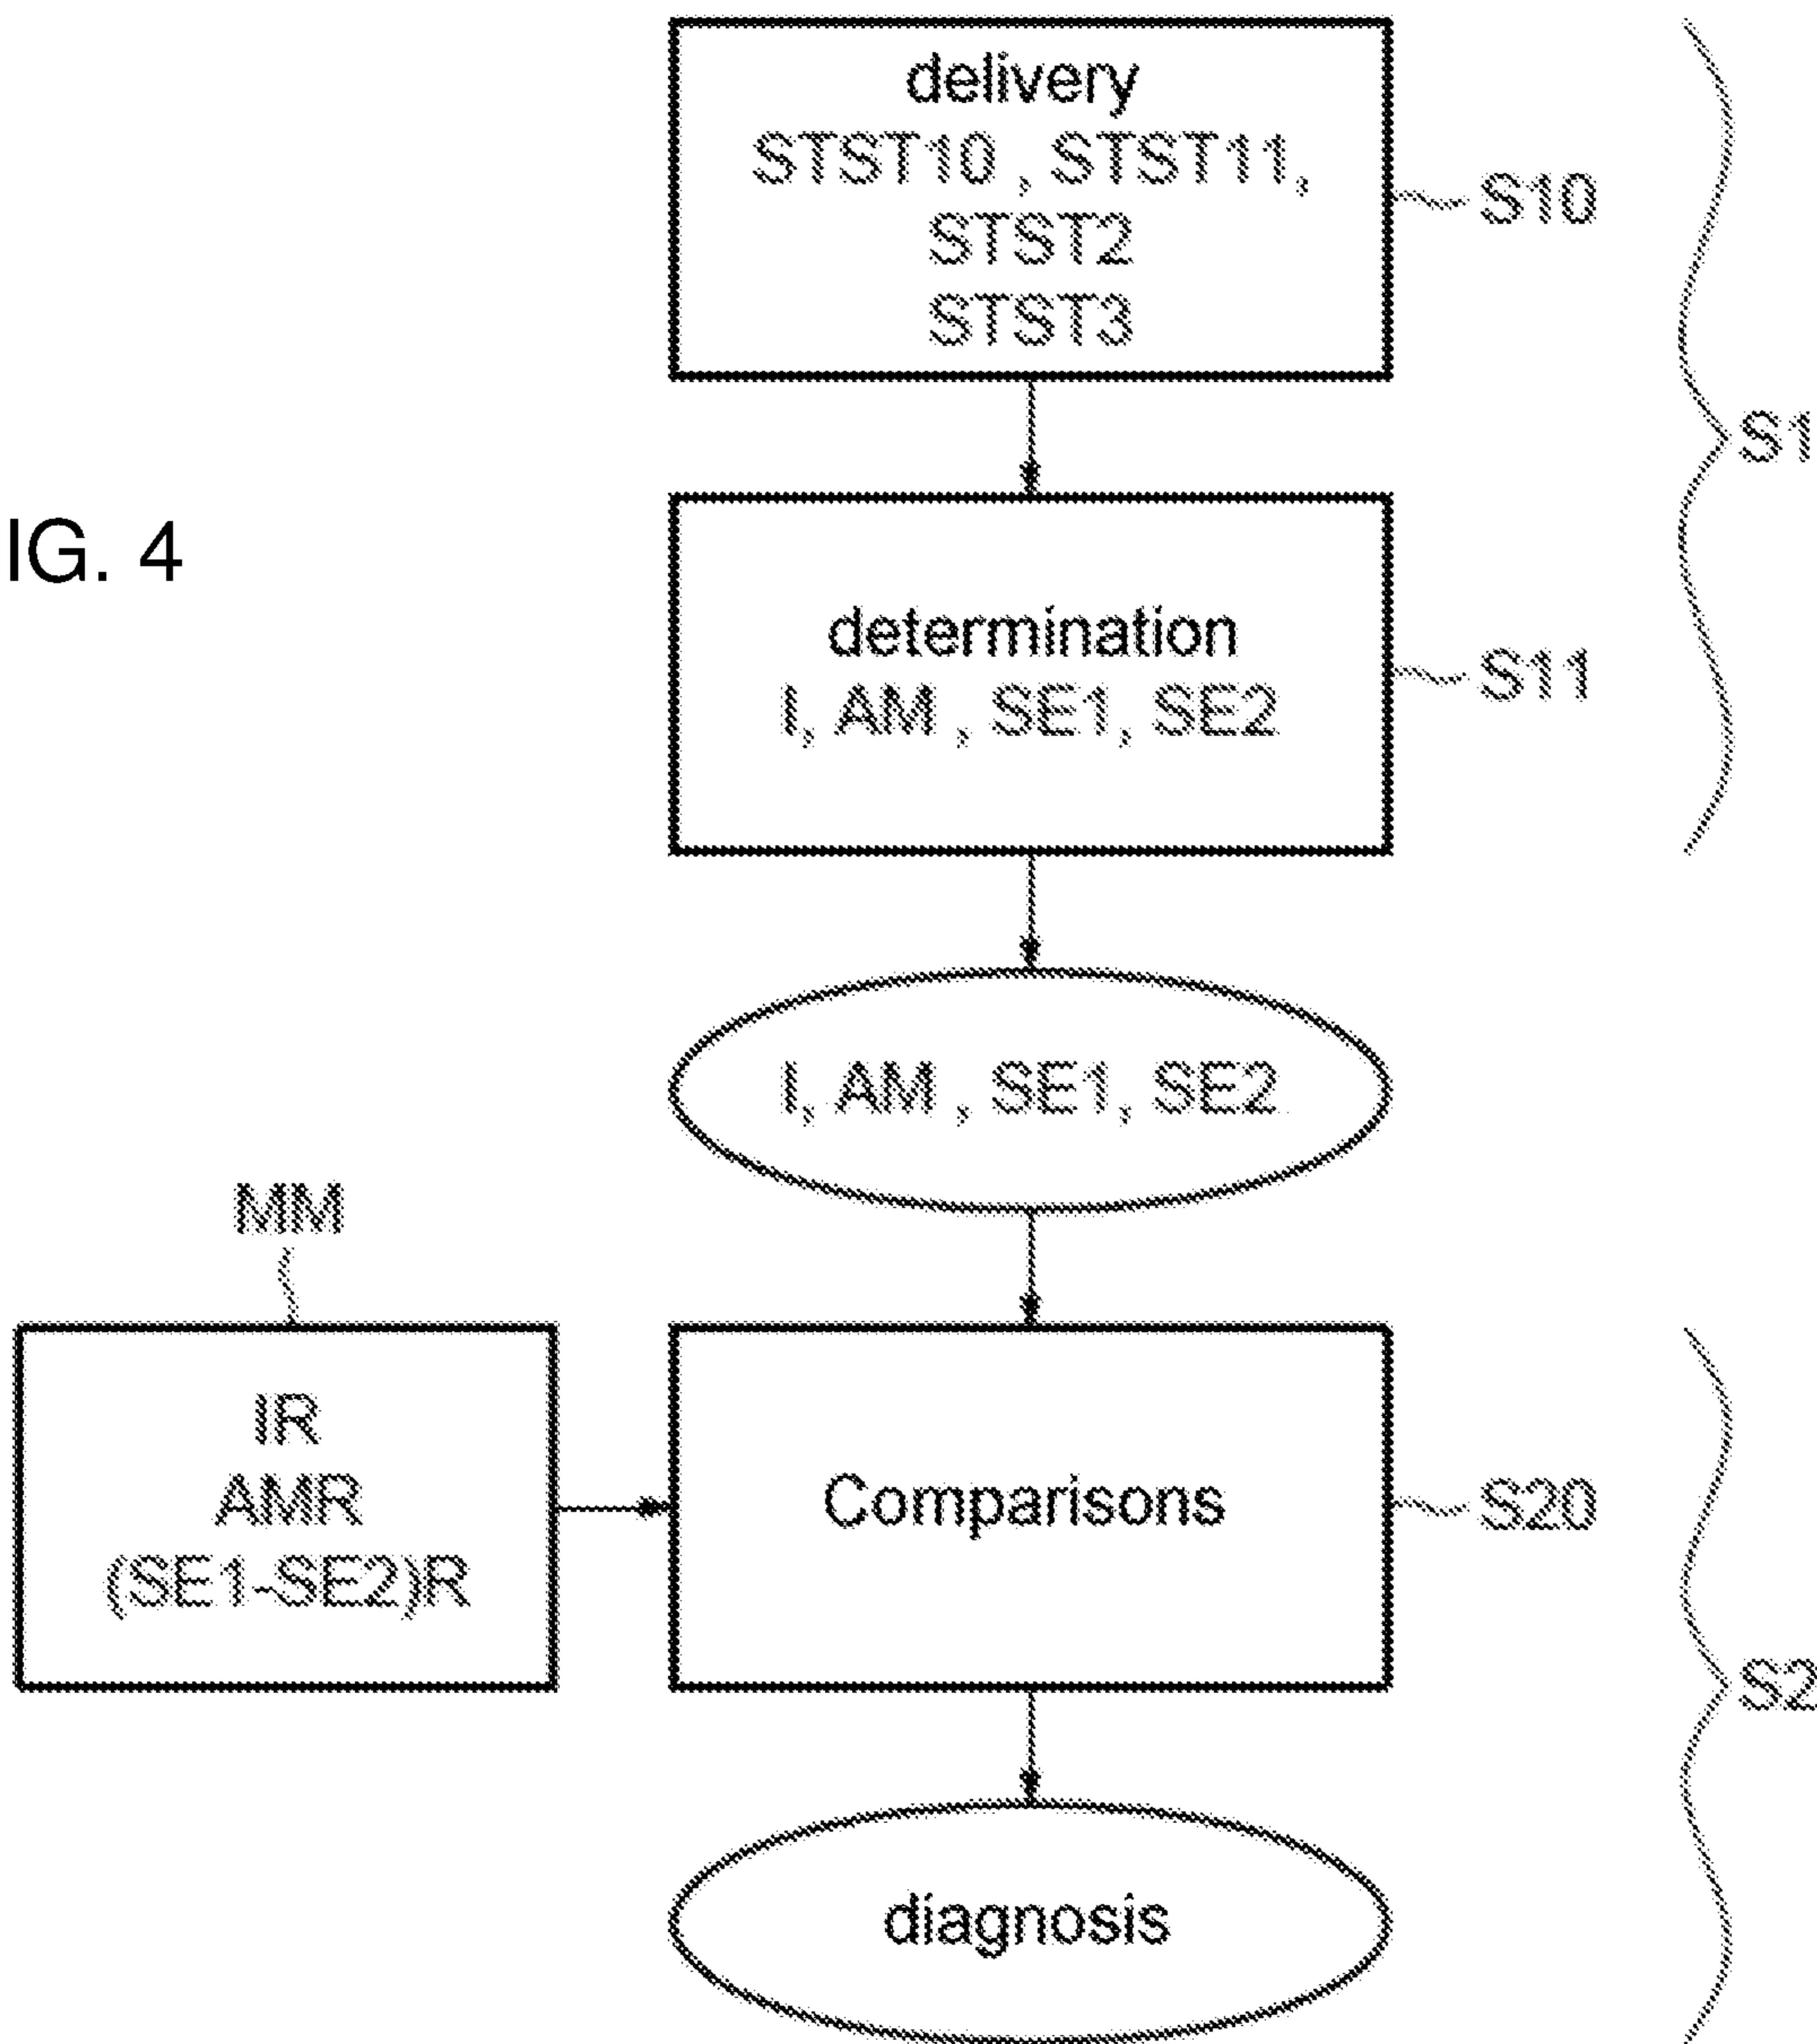 delivery
STST10 , STST11,
STST2
STST3
S10
S1
IG. 4
determination
I, AM , SE1, SE2
S11
I, AM , SE1, SE2
MM
IR
AMR
(SE1-SE2)R
Comparisons
S20
S2
diagnosis